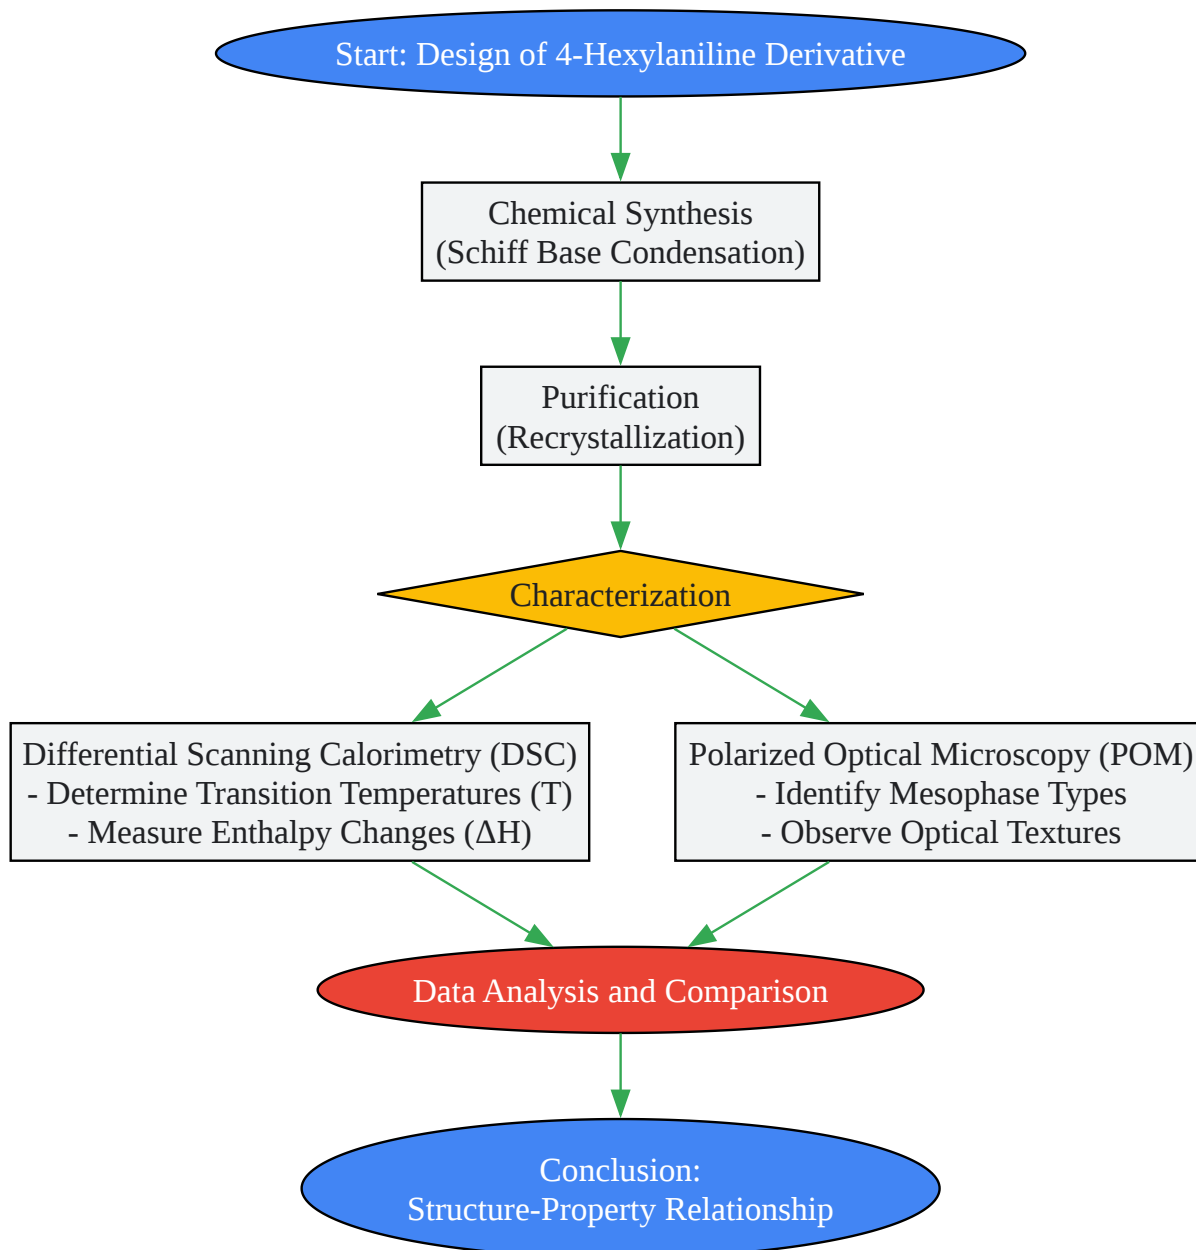 Start: Design of 4-Hexylaniline Derivative
Chemical Synthesis
(Schiff Base Condensation)
Purification
(Recrystallization)
Characterization
Differential Scanning Calorimetry (DSC)
- Determine Transition Temperatures (T)
- Measure Enthalpy Changes (ΔH)
Polarized Optical Microscopy (POM)
- Identify Mesophase Types
- Observe Optical Textures
Data Analysis and Comparison
Conclusion:
Structure-Property Relationship